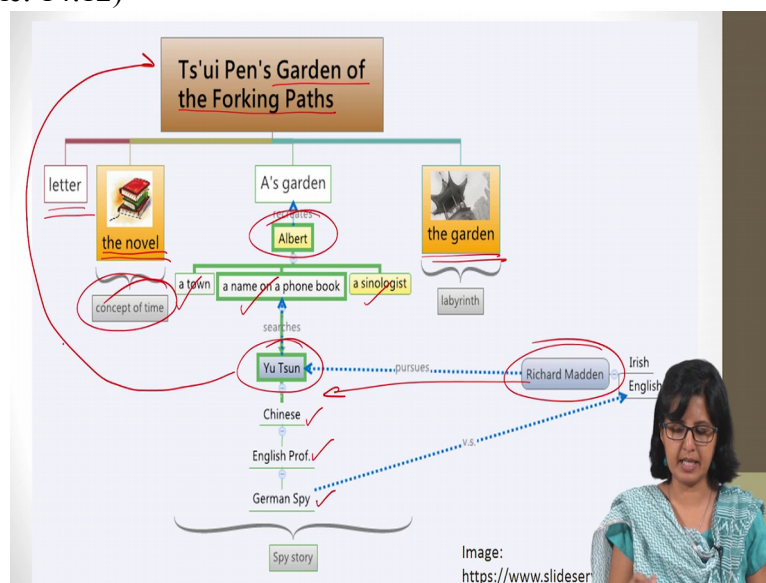 Ts'ui Pen's Garden of
the Forking Paths
letter
the novel
A's garden
the garden
recreates
Albert
concept of time
a town
a name on a phone book
a sinologist
labyrinth
searches
Yu Tsun
pursues
Richard Madden
Irish
English
Chinese
v.s.
English Prof.
German Spy
Spy story
Image:
https://www.slideser